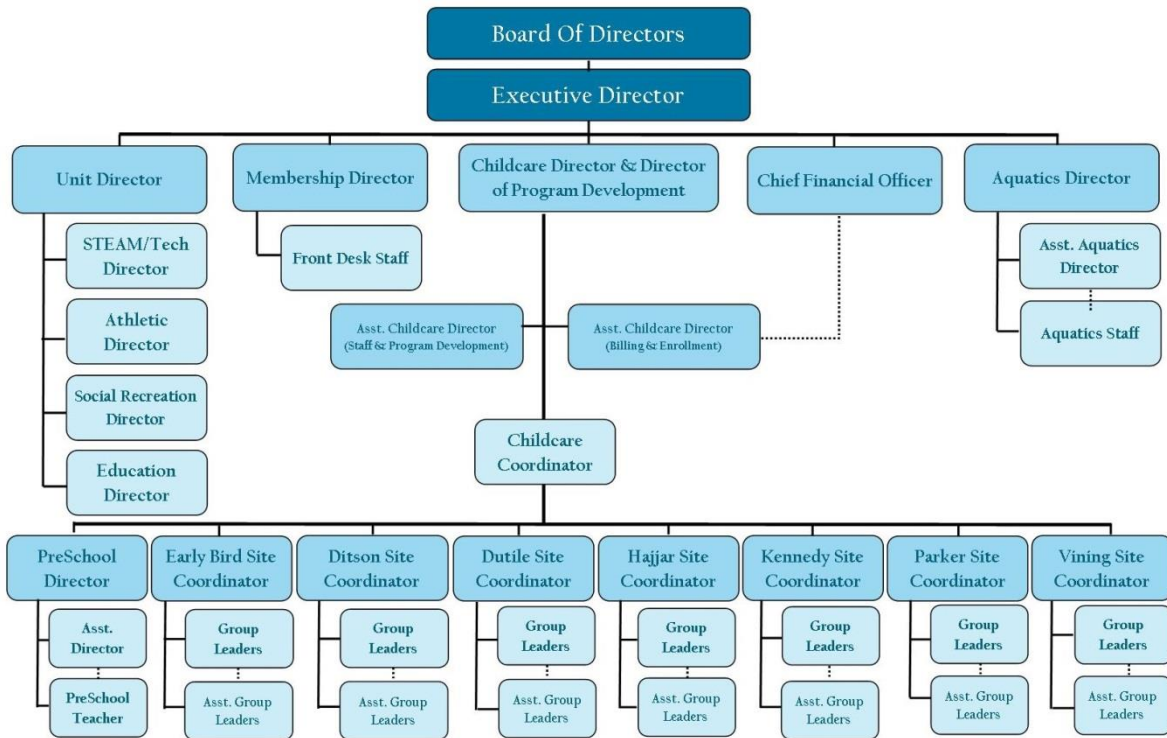 Board Of Directors
Executive Director
Unit Director
Membership Director
Childcare Director & Director
of Program Development
Chief Financial Officer
Aquatics Director
STEAM/Tech
Director
Athletic
Director
Social Recreation
Director
Education
Director
Front Desk Staff
Asst. Childcare Director
(Staff & Program Development)
Asst. Childcare Director
(Billing & Enrollment)
Asst. Aquatics
Director
Aquatics Staff
Childcare
Coordinator
PreSchool
Director
Asst.
Director
PreSchool
Teacher
Early Bird Site
Coordinator
Group
Leaders
Asst. Group
Leaders
Ditson Site
Coordinator
Group
Leaders
Asst. Group
Leaders
Dutile Site
Coordinator
Group
Leaders
Asst. Group
Leaders
Hajjar Site
Coordinator
Group
Leaders
Asst. Group
Leaders
Kennedy Site
Coordinator
Group
Leaders
Asst. Group
Leaders
Parker Site
Coordinator
Group
Leaders
Asst. Group
Leaders
Vining Site
Coordinator
Group
Leaders
Asst. Group
Leaders